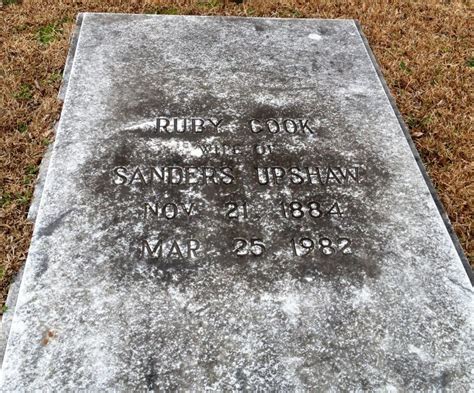 RUBY COOK
WIFE OF
SANDERS UPSHAW
NOV 21 1884
MAR 25 1982